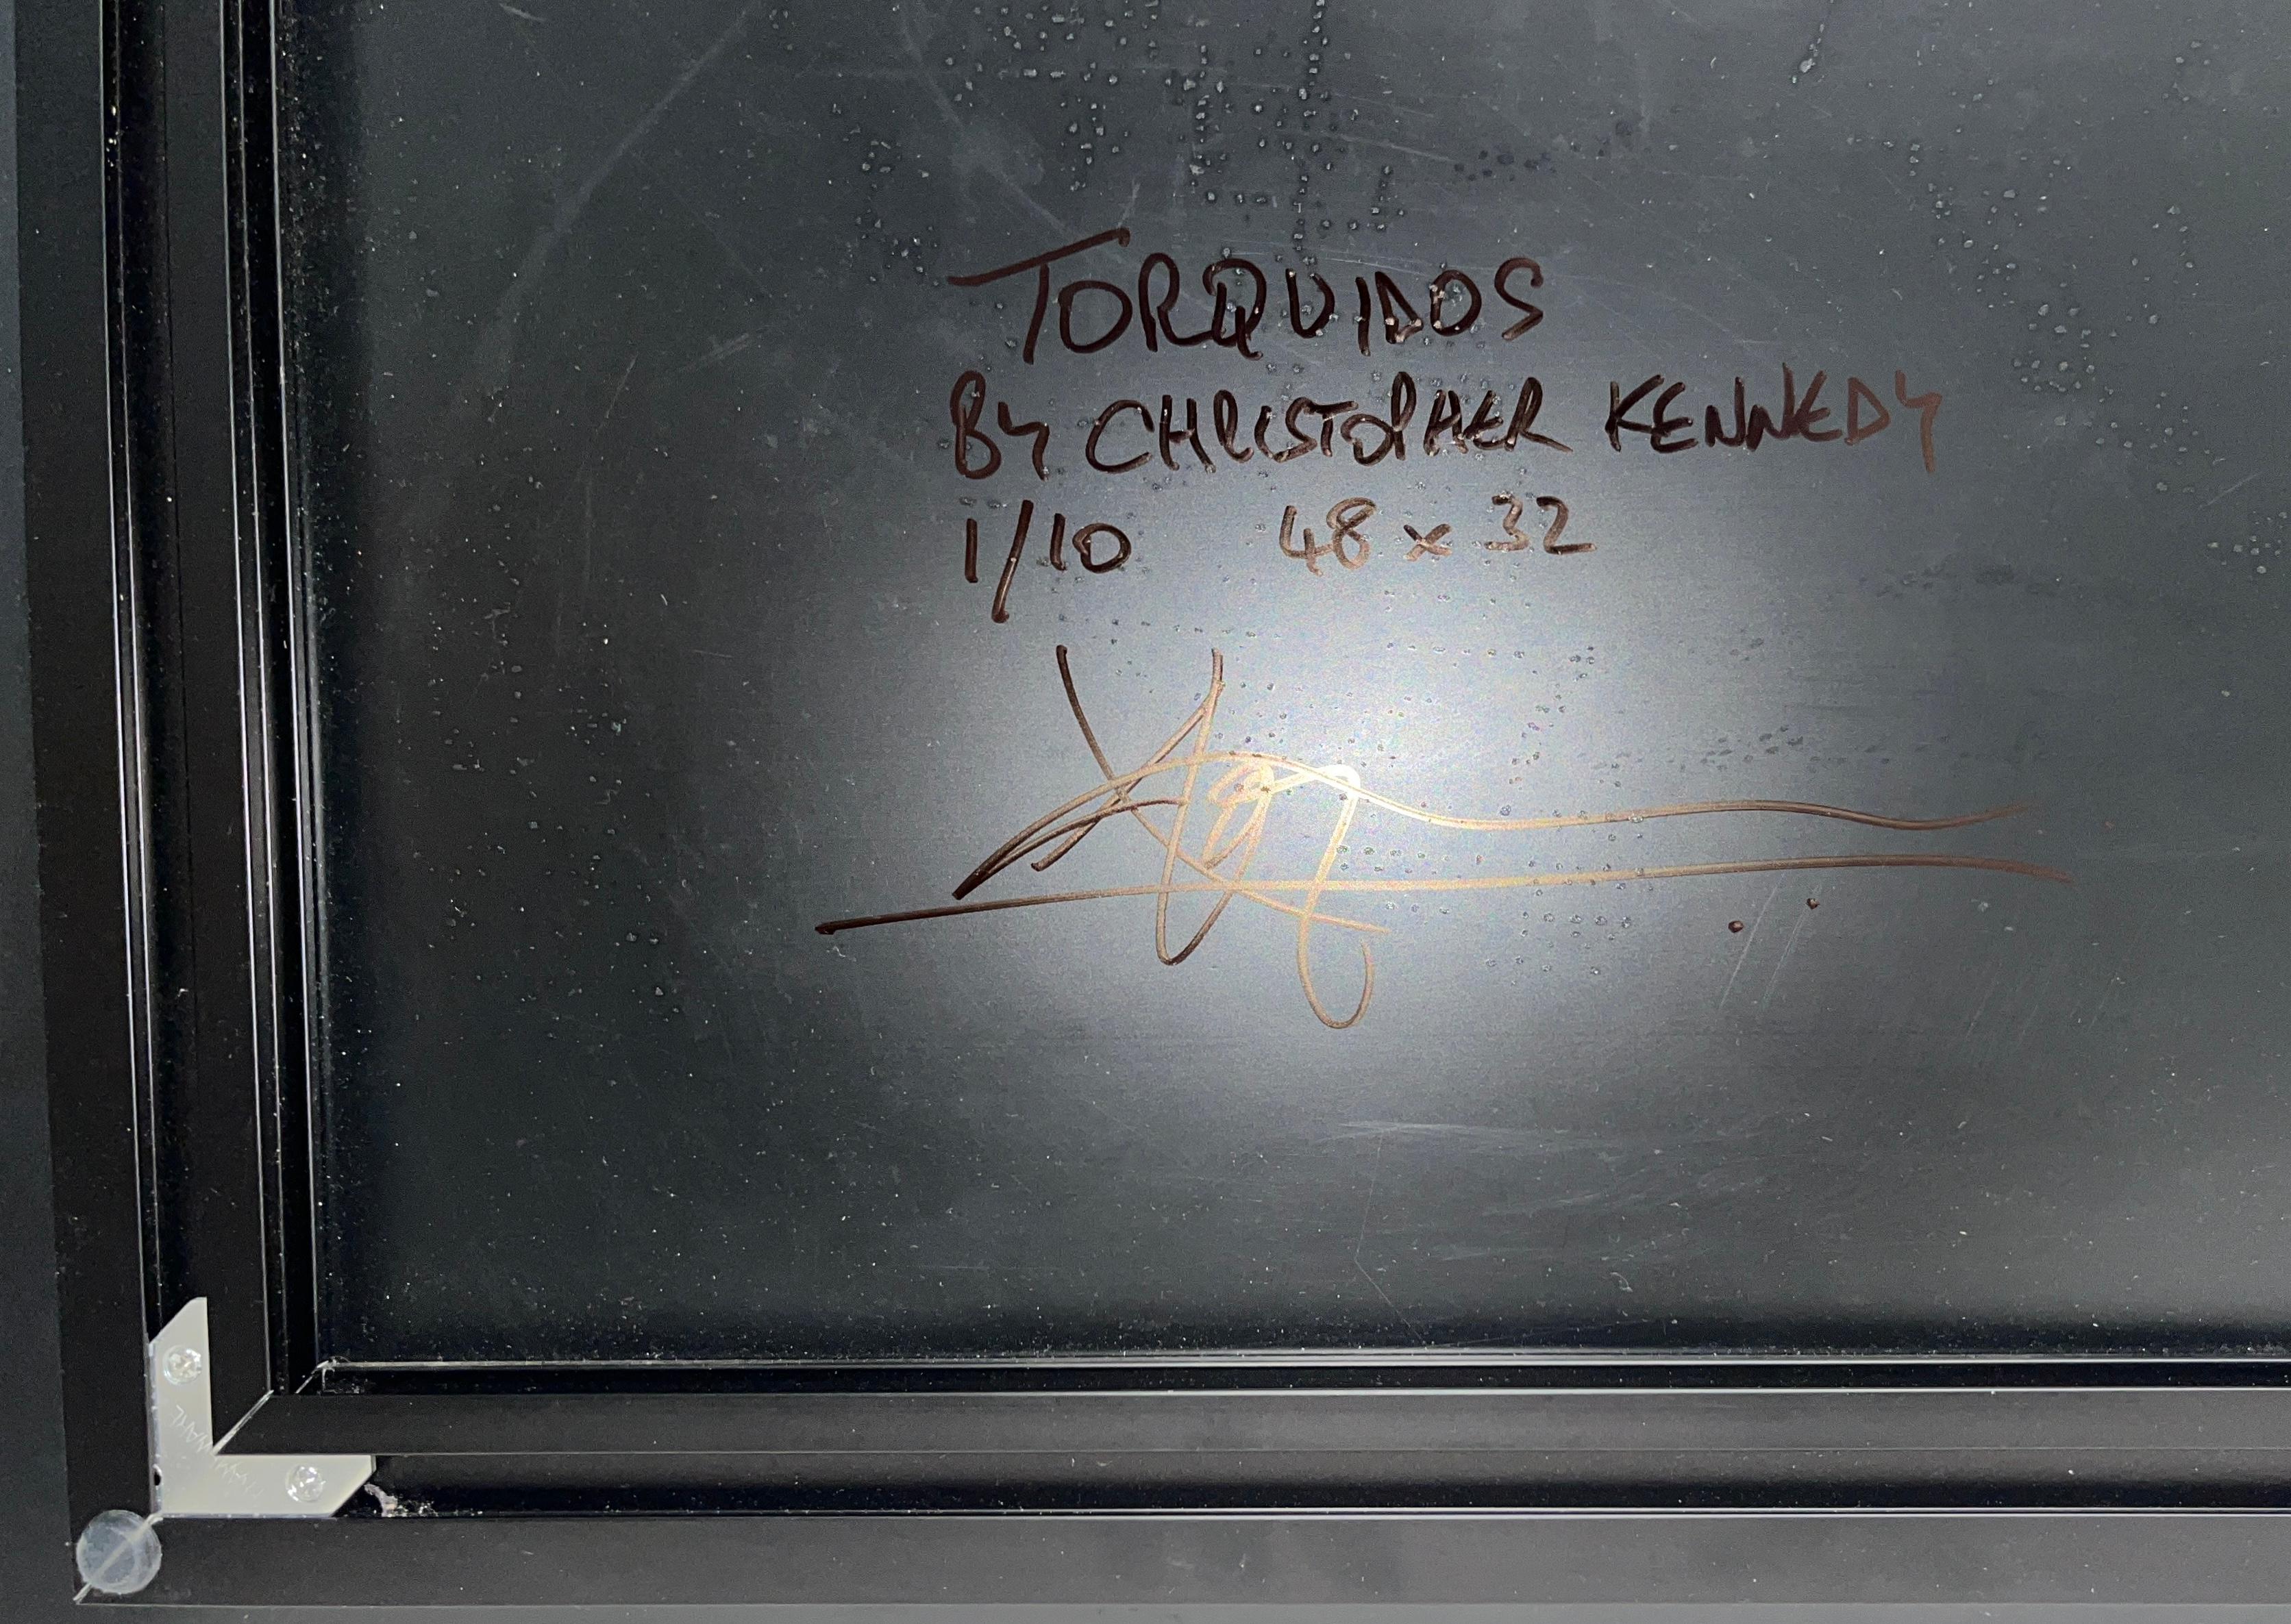 TORQUIDOS
BY CHRISTOPHER KENNEDY
1/10 48 x 32